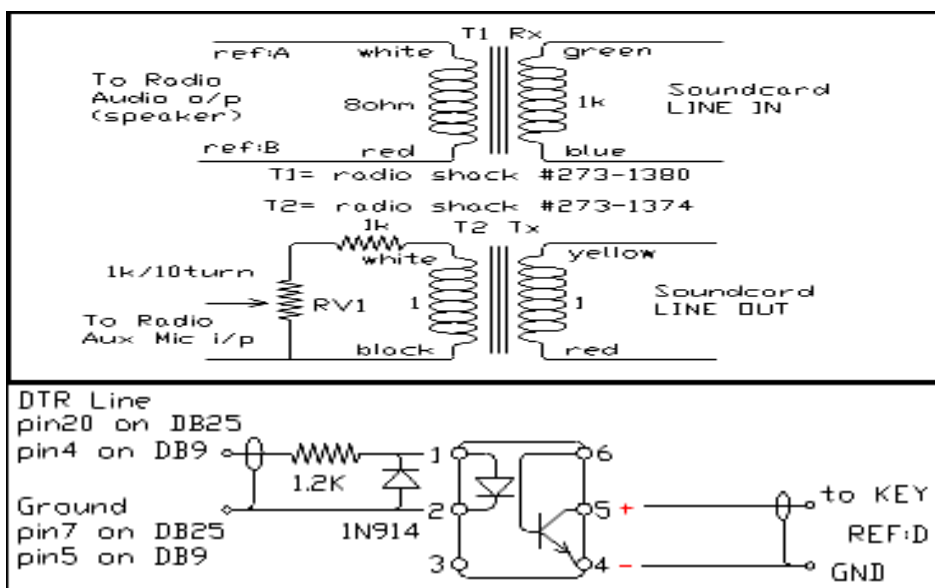 T1 Rx
ref:A
white
green
To Radio
Audio o/p
(speaker)
8ohm
1k
Soundcard
LINE IN
ref:B
red
blue
T1= radio shack #273-1380
T2= radio shack #273-1374
1k
T2 Tx
white
yellow
1k/10turn
RV1
1
1
Soundcard
LINE OUT
To Radio
Aux Mic i/p
black
red
DTR Line
pin20 on DB25
pin4 on DB9
1.2K
1N914
Ground
pin7 on DB25
pin5 on DB9
1
2
3
6
5 +
4 -
to KEY
REF:D
GND